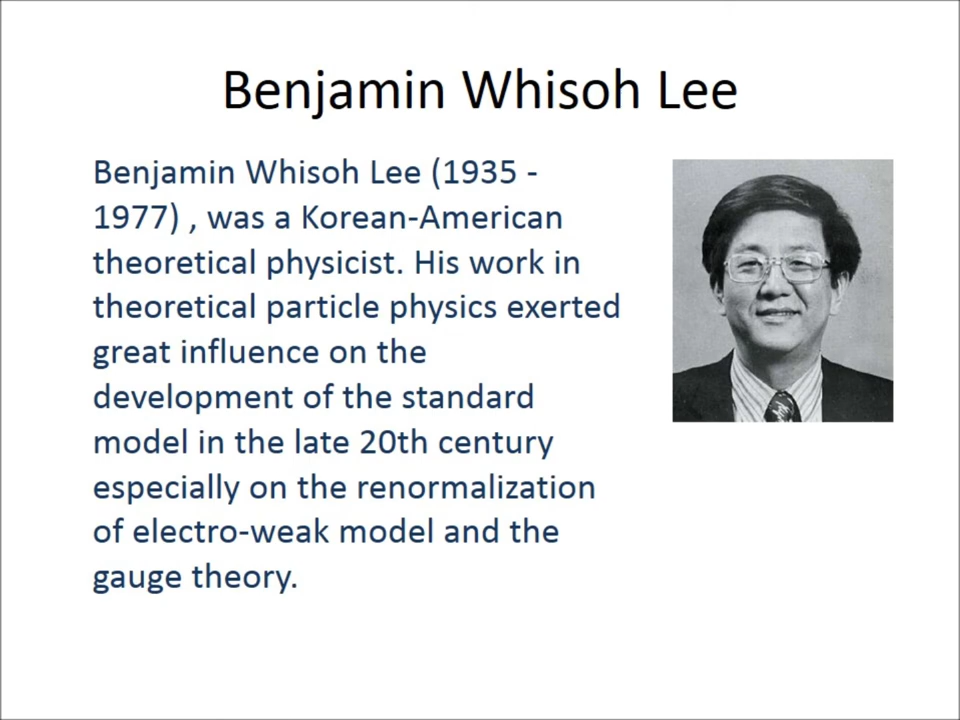 Benjamin Whisoh Lee
Benjamin Whisoh Lee (1935 -
1977) , was a Korean-American
theoretical physicist. His work in
theoretical particle physics exerted
great influence on the
development of the standard
model in the late 20th century
especially on the renormalization
of electro-weak model and the
gauge theory.